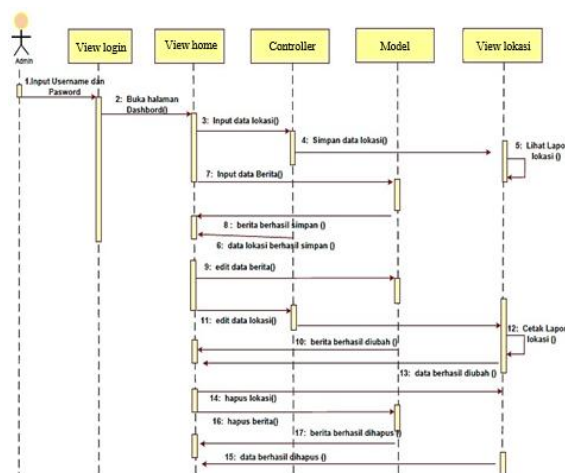 View login
View home
Controller
Model
View lokasi
Admin
1.Input Username dan
Pasword
2: Buka halaman
Dashbord()
3: Input data lokasi()
4: Simpan data lokasi()
5: Lihat Lapo
lokasi ()
7: Input data Berita()
8 : berita berhasil simpan ()
6: data lokasi berhasil simpan ()
9: edit data berita()
11: edit data lokasi()
12: Cetak Lapo
lokasi ()
10: berita berhasil diubah ()
13: data berhasil diubah ()
14: hapus lokasi()
16: hapus berita()
17: berita berhasil dihapus ()
15: data berhasil dihapus ()